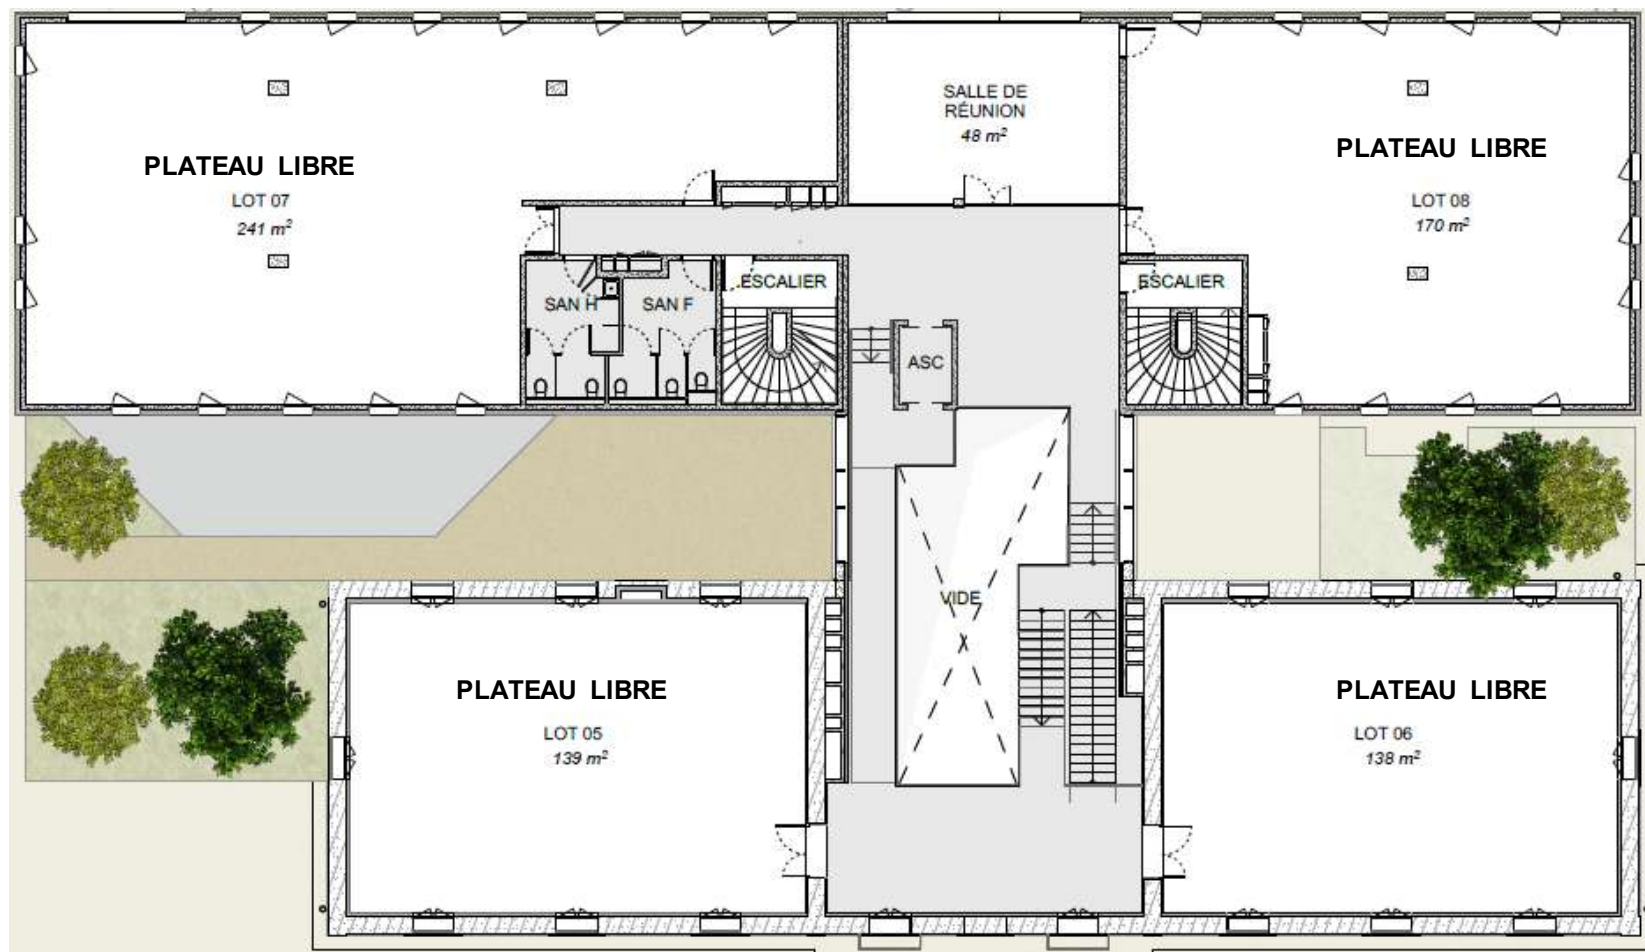 SALLE DE
RÉUNION
48 m²
PLATEAU LIBRE
LOT 07
241 m²
PLATEAU LIBRE
LOT 08
170 m²
SAN H
SAN F
ESCALIER
ASC
ESCALIER
VIDE
PLATEAU LIBRE
LOT 05
139 m²
PLATEAU LIBRE
LOT 06
138 m²